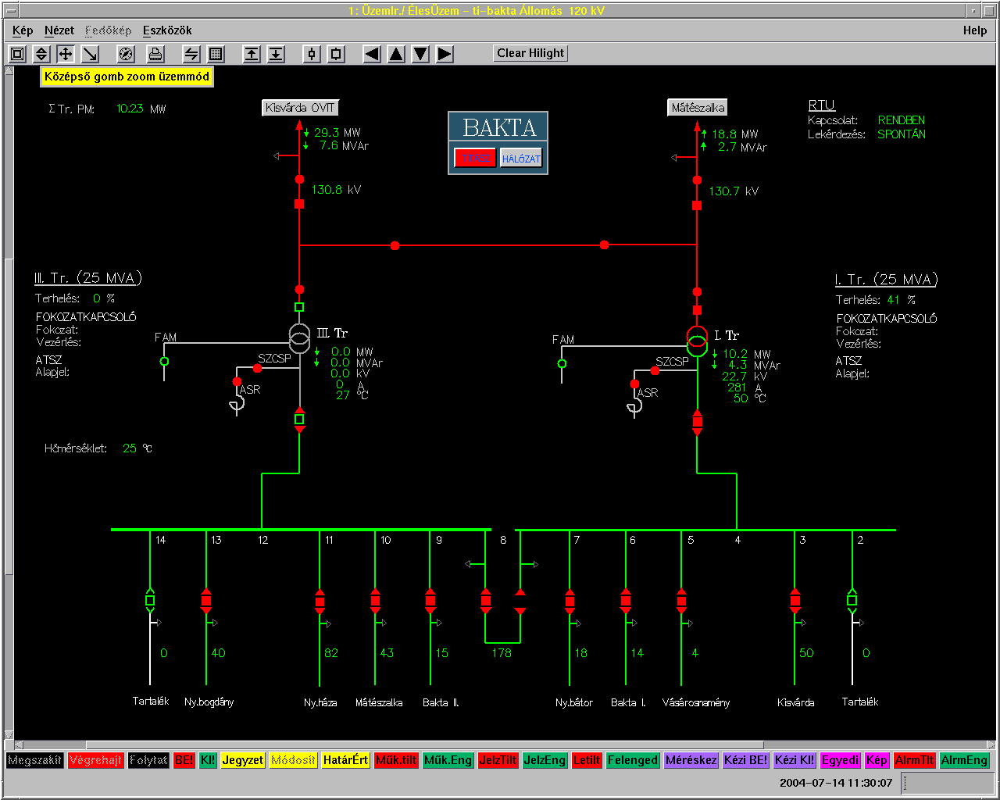 1: Üzemir./ ÉlesÜzem - ti-bakta Állomás 120 kV
Kép Nézet Fedőkép Eszközök Help
Clear Hilight
Középső gomb zoom üzemmód
Σ Tr. PM: 10.23 MW
Kisvárda OVIT
Mátészalka
BAKTA
HÁLÓZAT
RTU
Kapcsolat: RENDBEN
Lekérdezés: SPONTÁN
29.3 MW
7.6 MVAr
130.8 kV
18.8 MW
2.7 MVAr
130.7 kV
III. Tr. (25 MVA)
Terhelés: 0 %
FOKOZATKAPCSOLÓ
Fokozat:
Vezérlés:
ATSZ
Alapjel:
I. Tr. (25 MVA)
Terhelés: 41 %
FOKOZATKAPCSOLÓ
Fokozat:
Vezérlés:
ATSZ
Alapjel:
FAM
SZCSP
ASR
III. Tr
0.0 MW
0.0 MVAr
0.0 kV
0 A
27 °C
FAM
SZCSP
ASR
I. Tr
10.2 MW
4.3 MVAr
22.7 kV
281 A
50 °C
Hőmérséklet: 25 °C
14 13 12 11 10 9 8 7 6 5 4 3 2
0 40 82 43 15 178 18 14 4 50 0
Tartalék Ny.bogdány Ny.háza Mátészalka Bakta II. Ny.bátor Bakta I. Vásárosnamény Kisvárda Tartalék
Megszakít Végrehajt Folytat BE! KI! Jegyzet Módosít HatárÉrt Műk.tilt Műk.Eng JelzTilt JelzEng Letilt Felenged Méréskez Kézi BE! Kézi KI! Egyedi Kép AlrmTlt AlrmEng
2004-07-14 11:30:07